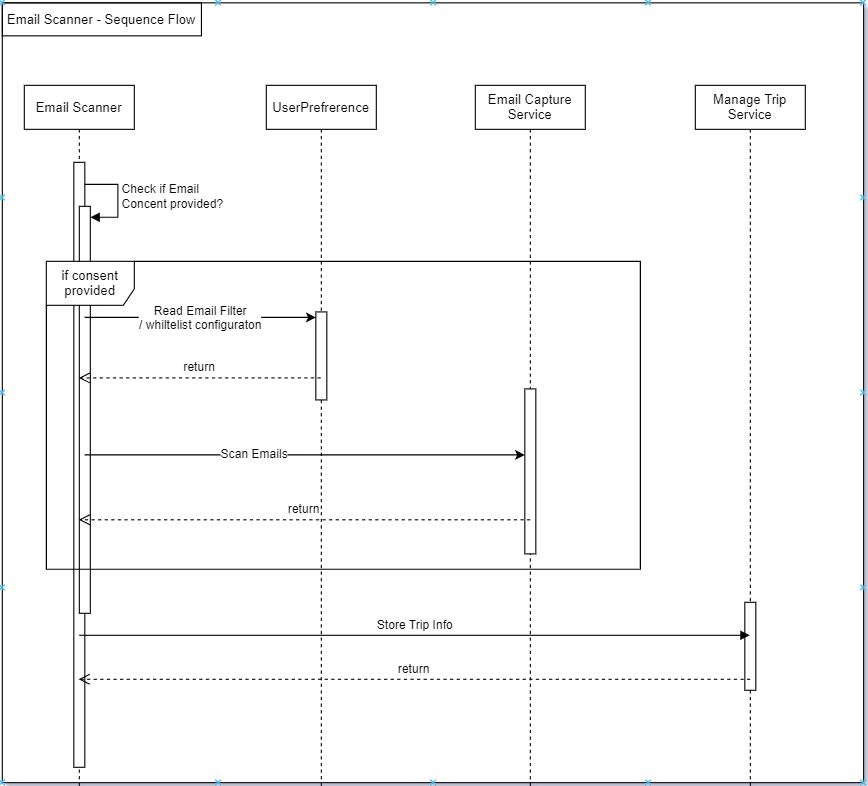 Email Scanner - Sequence Flow
Email Scanner
UserPrefrerence
Email Capture
Service
Manage Trip
Service
Check if Email
Concent provided?
if consent
provided
Read Email Filter
/ whiltelist configuraton
return
Scan Emails
return
Store Trip Info
return